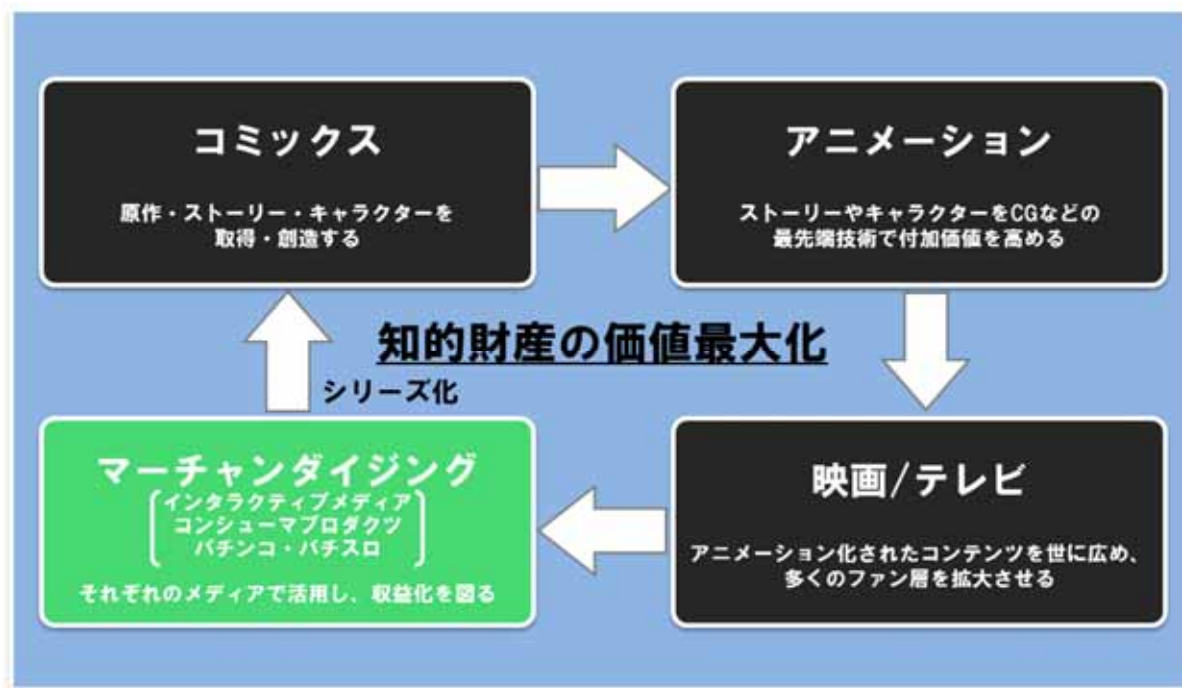 コミックス
原作・ストーリー・キャラクターを
取得・創造する
アニメーション
ストーリーやキャラクターをCGなどの
最先端技術で付加価値を高める
知的財産の価値最大化
シリーズ化
マーチャンダイジング
インタラクティブメディア
コンシューマプロダクツ
パチンコ・パチスロ
それぞれのメディアで活用し、収益化を図る
映画/テレビ
アニメーション化されたコンテンツを世に広め、
多くのファン層を拡大させる